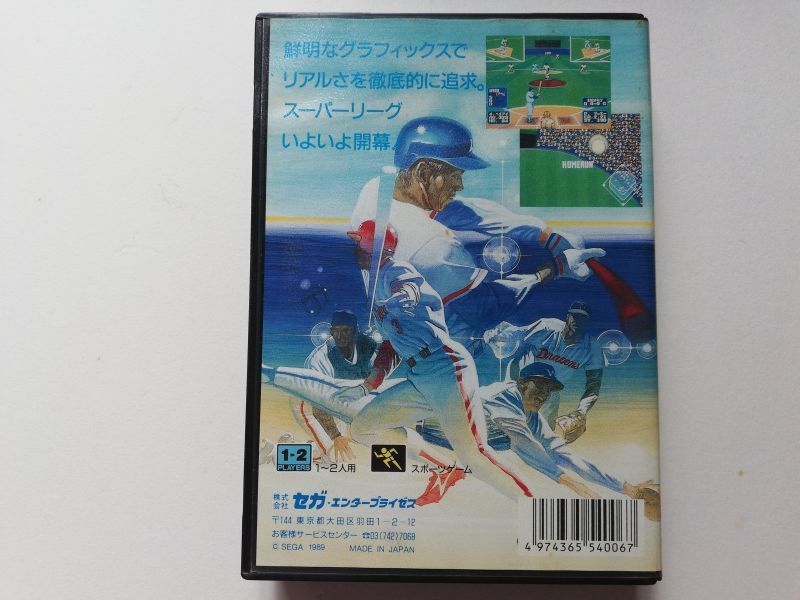 鮮明なグラフィックスで
リアルさを徹底的に追求。
スーパーリーグ
いよいよ開幕。
HOMERUN
Dragons
1-2
PLAYERS
1〜2人用
スポーツゲーム
株式会社 セガ・エンタープライゼス
〒144 東京都大田区羽田1-2-12
お客様サービスセンター ☎03(742)7068
© SEGA 1989 MADE IN JAPAN
4 974365 540067